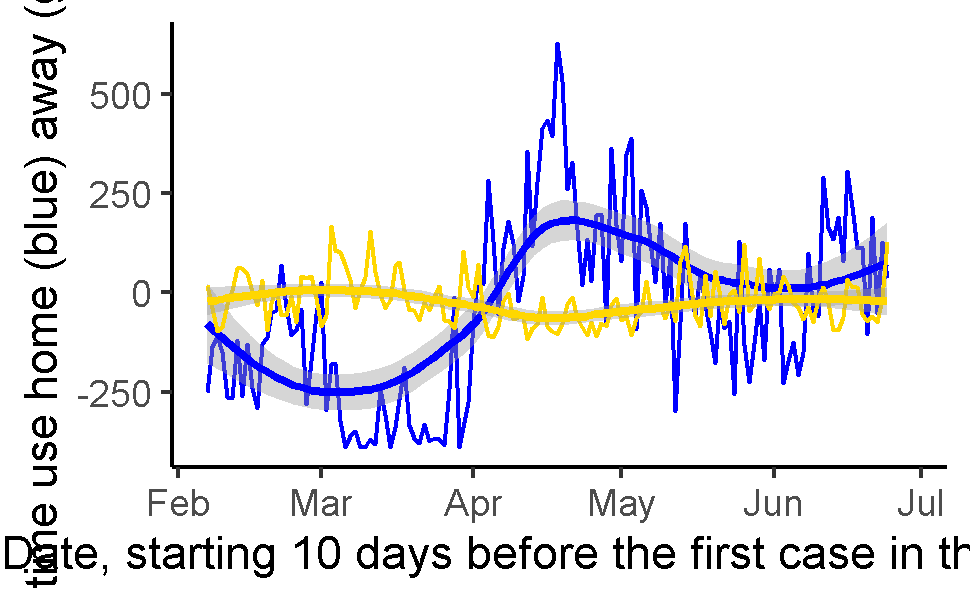 time use home (blue) away (
500
250
0
-250
Feb Mar Apr May Jun Jul
Date, starting 10 days before the first case in th